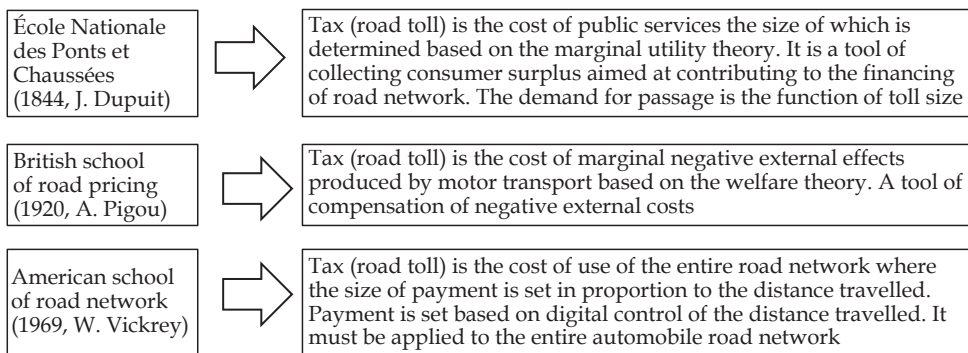 École Nationale
des Ponts et
Chaussées
(1844, J. Dupuit)
Tax (road toll) is the cost of public services the size of which is
determined based on the marginal utility theory. It is a tool of
collecting consumer surplus aimed at contributing to the financing
of road network. The demand for passage is the function of toll size
British school
of road pricing
(1920, A. Pigou)
Tax (road toll) is the cost of marginal negative external effects
produced by motor transport based on the welfare theory. A tool of
compensation of negative external costs
American school
of road network
(1969, W. Vickrey)
Tax (road toll) is the cost of use of the entire road network where
the size of payment is set in proportion to the distance travelled.
Payment is set based on digital control of the distance travelled. It
must be applied to the entire automobile road network